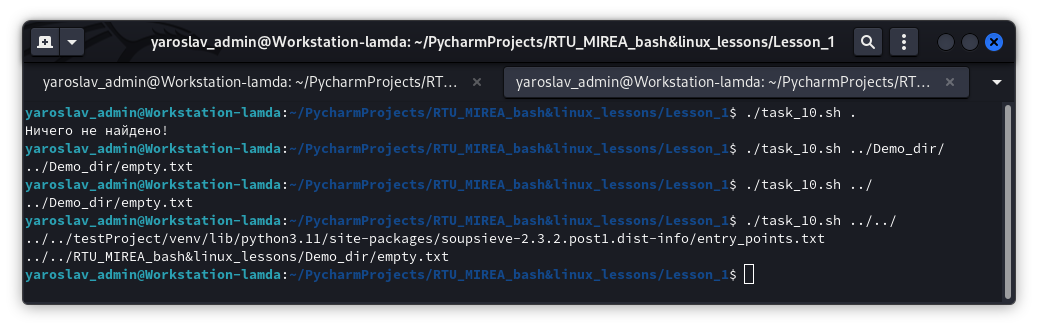 yaroslav_admin@Workstation-lamda: ~/PycharmProjects/RTU_MIREA_bash&linux_lessons/Lesson_1
yaroslav_admin@Workstation-lamda: ~/PycharmProjects/RT...
yaroslav_admin@Workstation-lamda: ~/PycharmProjects/RT...
yaroslav_admin@Workstation-lamda:~/PycharmProjects/RTU_MIREA_bash&linux_lessons/Lesson_1$ ./task_10.sh .
Ничего не найдено!
yaroslav_admin@Workstation-lamda:~/PycharmProjects/RTU_MIREA_bash&linux_lessons/Lesson_1$ ./task_10.sh ../Demo_dir/
../Demo_dir/empty.txt
yaroslav_admin@Workstation-lamda:~/PycharmProjects/RTU_MIREA_bash&linux_lessons/Lesson_1$ ./task_10.sh ../
../Demo_dir/empty.txt
yaroslav_admin@Workstation-lamda:~/PycharmProjects/RTU_MIREA_bash&linux_lessons/Lesson_1$ ./task_10.sh ../../
../../testProject/venv/lib/python3.11/site-packages/soupsieve-2.3.2.post1.dist-info/entry_points.txt
../../RTU_MIREA_bash&linux_lessons/Demo_dir/empty.txt
yaroslav_admin@Workstation-lamda:~/PycharmProjects/RTU_MIREA_bash&linux_lessons/Lesson_1$